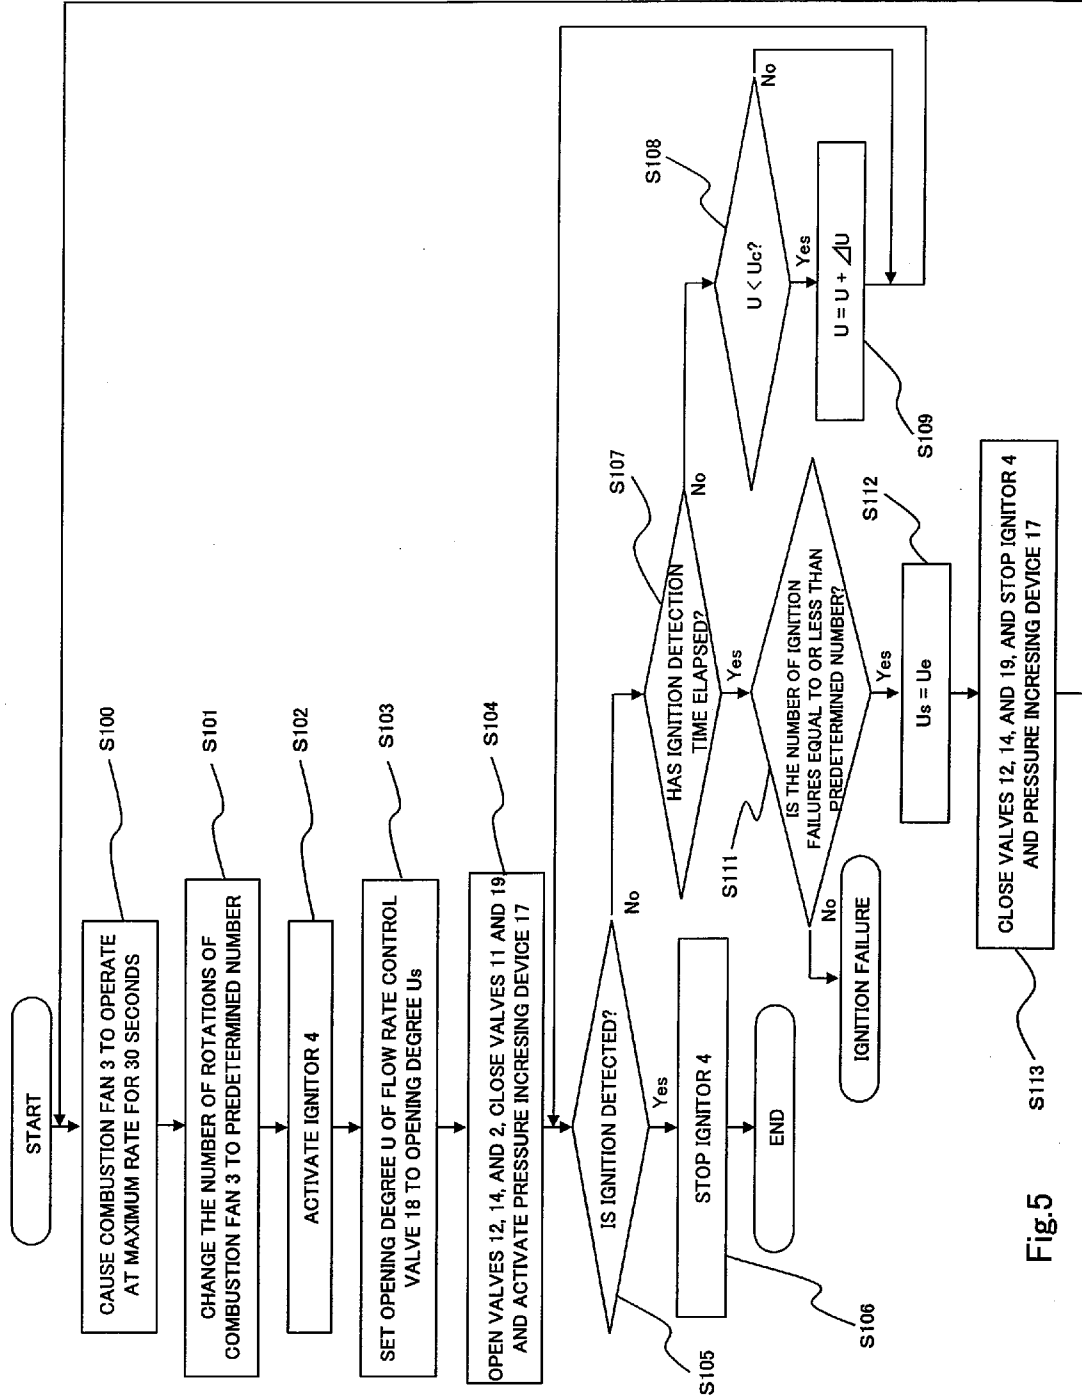 START
CAUSE COMBUSTION FAN 3 TO OPERATE
AT MAXIMUM RATE FOR 30 SECONDS
S100
CHANGE THE NUMBER OF ROTATIONS OF
COMBUSTION FAN 3 TO PREDETERMINED NUMBER
S101
ACTIVATE IGNITOR 4
S102
SET OPENING DEGREE U OF FLOW RATE CONTROL
VALVE 18 TO OPENING DEGREE Us
S103
OPEN VALVES 12, 14, AND 2, CLOSE VALVES 11 AND 19,
AND ACTIVATE PRESSURE INCRESING DEVICE 17
S104
IS IGNITION DETECTED?
S105
No
Yes
STOP IGNITOR 4
S106
END
HAS IGNITION DETECTION
TIME ELAPSED?
S107
No
Yes
U < Uc?
S108
No
Yes
U = U + ⊿U
S109
IS THE NUMBER OF IGNITION
FAILURES EQUAL TO OR LESS THAN
PREDETERMINED NUMBER?
S111
No
Yes
IGNITION FAILURE
Us = Ue
S112
CLOSE VALVES 12, 14, AND 19, AND STOP IGNITOR 4
AND PRESSURE INCRESING DEVICE 17
S113
Fig.5